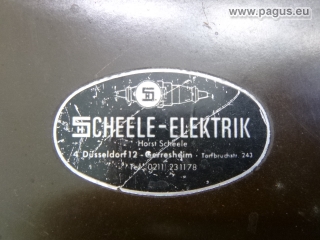 www.pagus.eu
SCHEELE-ELEKTRIK
Horst Scheele
4 Düsseldorf 12 - Gerresheim - Torfbruchstr. 243
Tel. 0211/231178